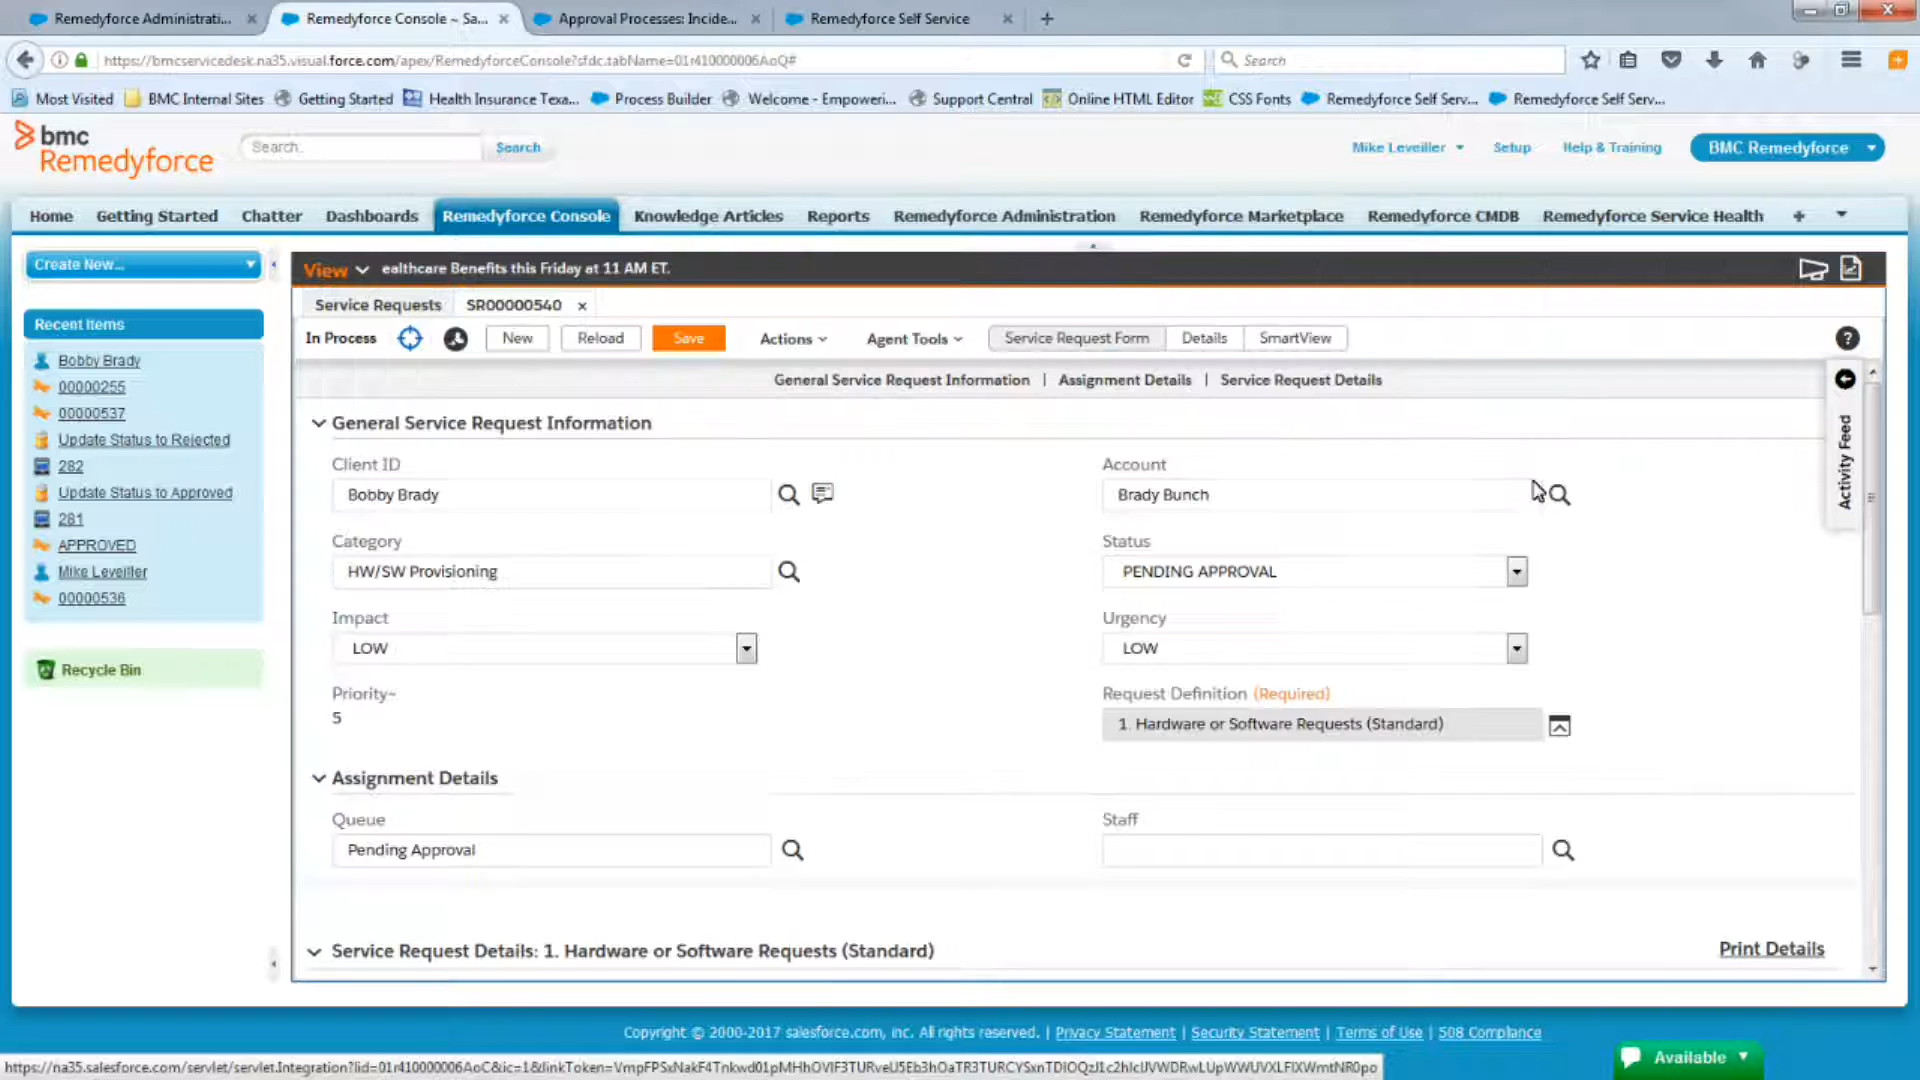 Remedyforce Administrati...
Remedyforce Console ~ Sa...
Approval Processes: Incide...
Remedyforce Self Service
https://bmcservicedesk.na35.visual.force.com/apex/RemedyforceConsole?sfdc.tabName=01r410000006AoQ#
Search
Most Visited
BMC Internal Sites
Getting Started
Health Insurance Texa...
Process Builder
Welcome - Empoweri...
Support Central
Online HTML Editor
CSS Fonts
Remedyforce Self Serv...
Remedyforce Self Serv...
bmc
Remedyforce
Search.
Search
Mike Leveiller
Setup
Help & Training
BMC Remedyforce
Home
Getting Started
Chatter
Dashboards
Remedyforce Console
Knowledge Articles
Reports
Remedyforce Administration
Remedyforce Marketplace
Remedyforce CMDB
Remedyforce Service Health
+
Create New...
Recent Items
Bobby Brady
00000255
00000537
Update Status to Rejected
282
Update Status to Approved
281
APPROVED
Mike Leveiller
00000536
Recycle Bin
View
ealthcare Benefits this Friday at 11 AM ET.
Service Requests
SR00000540 x
In Process
New
Reload
Save
Actions
Agent Tools
Service Request Form
Details
SmartView
?
General Service Request Information | Assignment Details | Service Request Details
Activity Feed
General Service Request Information
Client ID
Bobby Brady
Account
Brady Bunch
Category
HW/SW Provisioning
Status
PENDING APPROVAL
Impact
LOW
Urgency
LOW
Priority~
5
Request Definition (Required)
1. Hardware or Software Requests (Standard)
Assignment Details
Queue
Pending Approval
Staff
Service Request Details: 1. Hardware or Software Requests (Standard)
Print Details
Copyright © 2000-2017 salesforce.com, inc. All rights reserved. | Privacy Statement | Security Statement | Terms of Use | 508 Compliance
Available